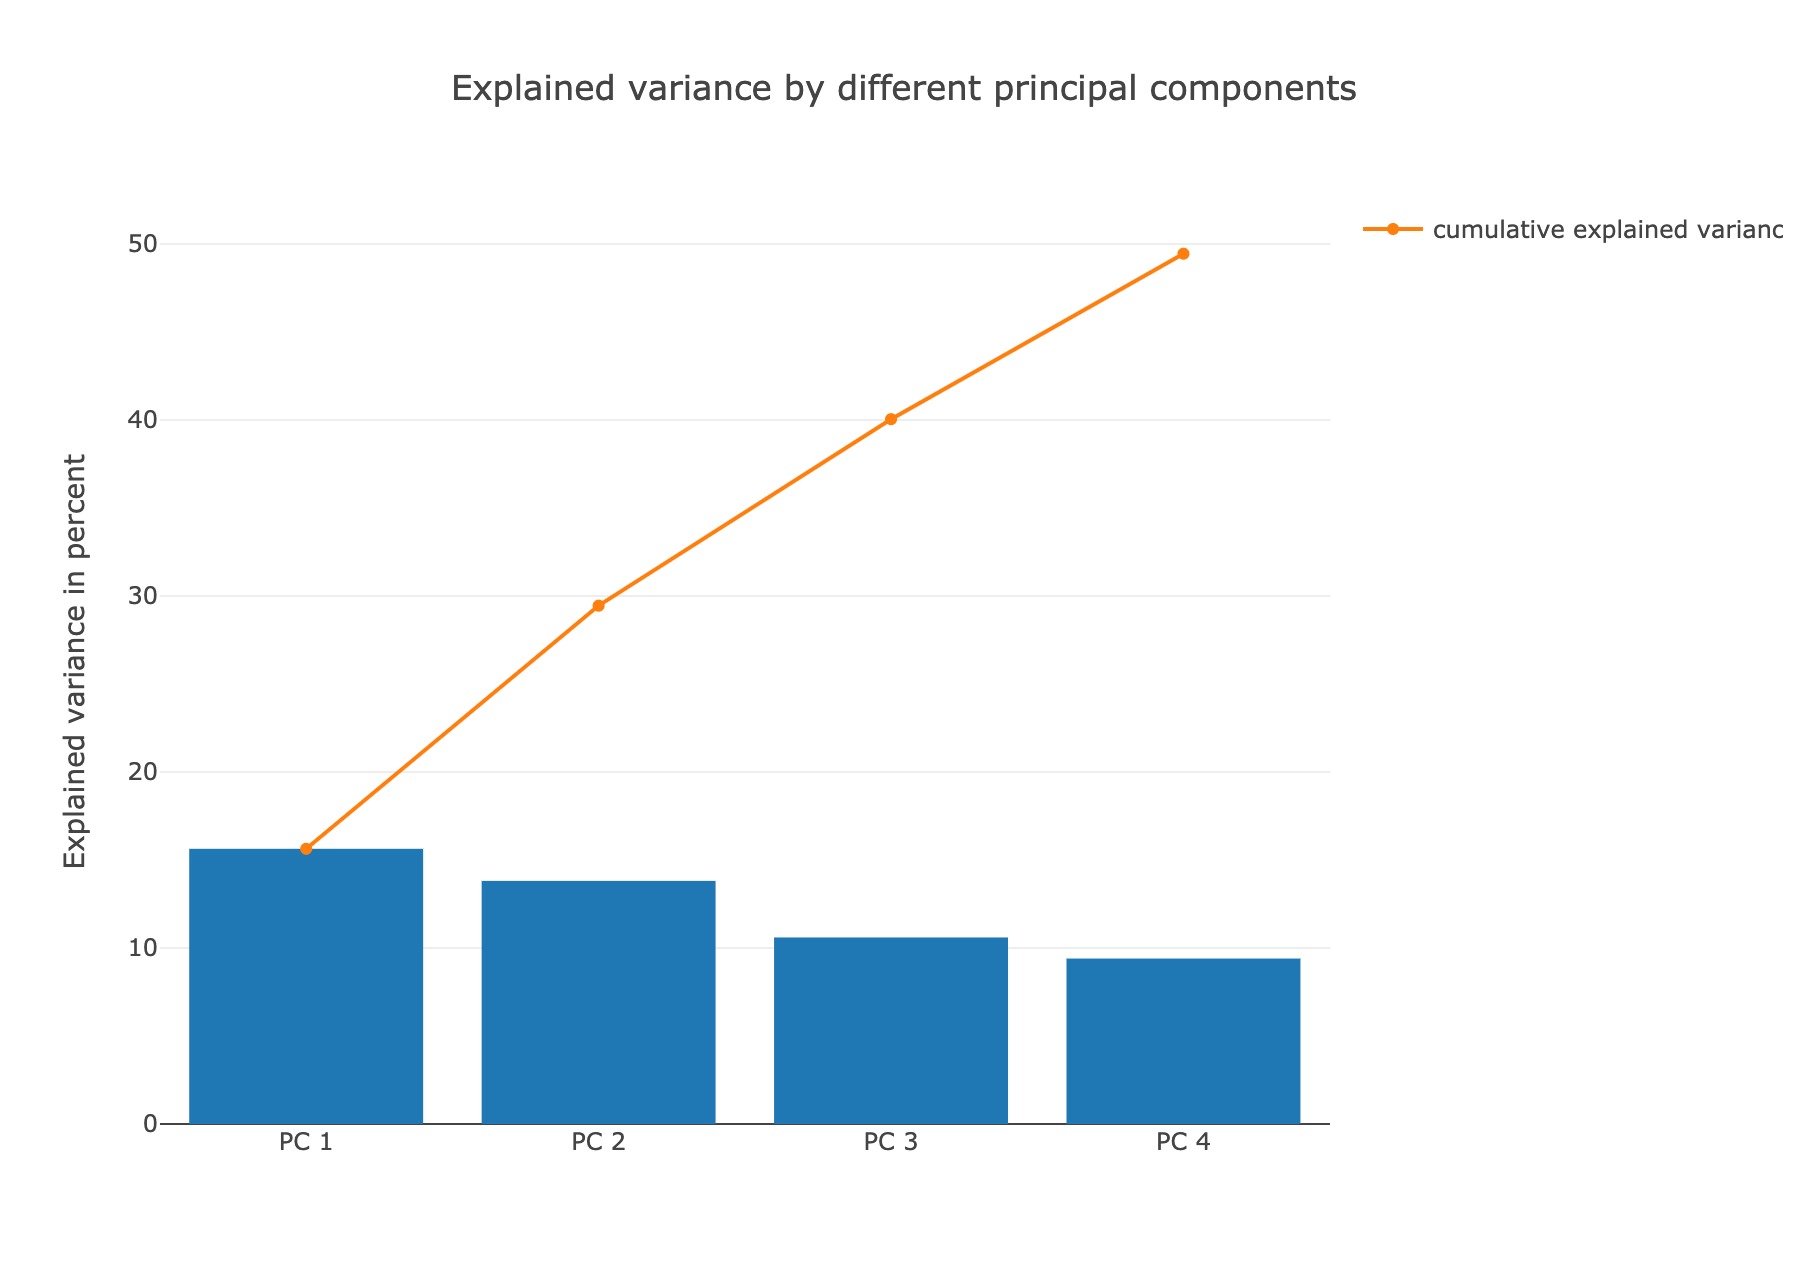 Explained variance by different principal components
cumulative explained varianc
Explained variance in percent
50
40
30
20
10
0
PC 1
PC 2
PC 3
PC 4